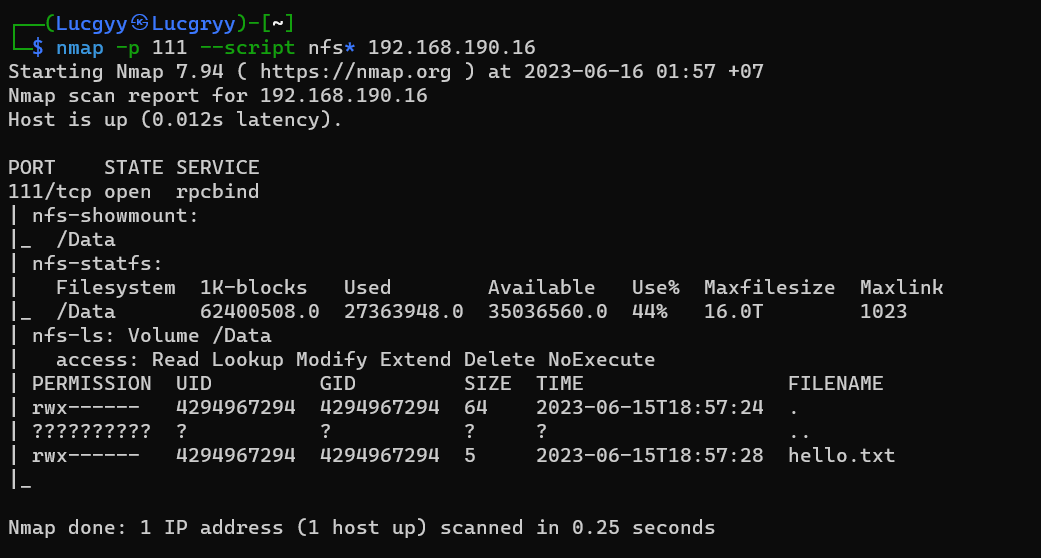 ┌──(Lucgyy㉿Lucgryy)-[~]
└─$ nmap -p 111 --script nfs* 192.168.190.16
Starting Nmap 7.94 ( https://nmap.org ) at 2023-06-16 01:57 +07
Nmap scan report for 192.168.190.16
Host is up (0.012s latency).

PORT    STATE SERVICE
111/tcp open  rpcbind
| nfs-showmount:
|_  /Data
| nfs-statfs:
|   Filesystem  1K-blocks   Used        Available   Use%  Maxfilesize  Maxlink
|_  /Data       62400508.0  27363948.0  35036560.0  44%   16.0T        1023
| nfs-ls: Volume /Data
|   access: Read Lookup Modify Extend Delete NoExecute
| PERMISSION  UID         GID         SIZE  TIME                 FILENAME
| rwx------   4294967294  4294967294  64    2023-06-15T18:57:24  .
| ??????????  ?           ?           ?     ?                    ..
| rwx------   4294967294  4294967294  5     2023-06-15T18:57:28  hello.txt
|_

Nmap done: 1 IP address (1 host up) scanned in 0.25 seconds